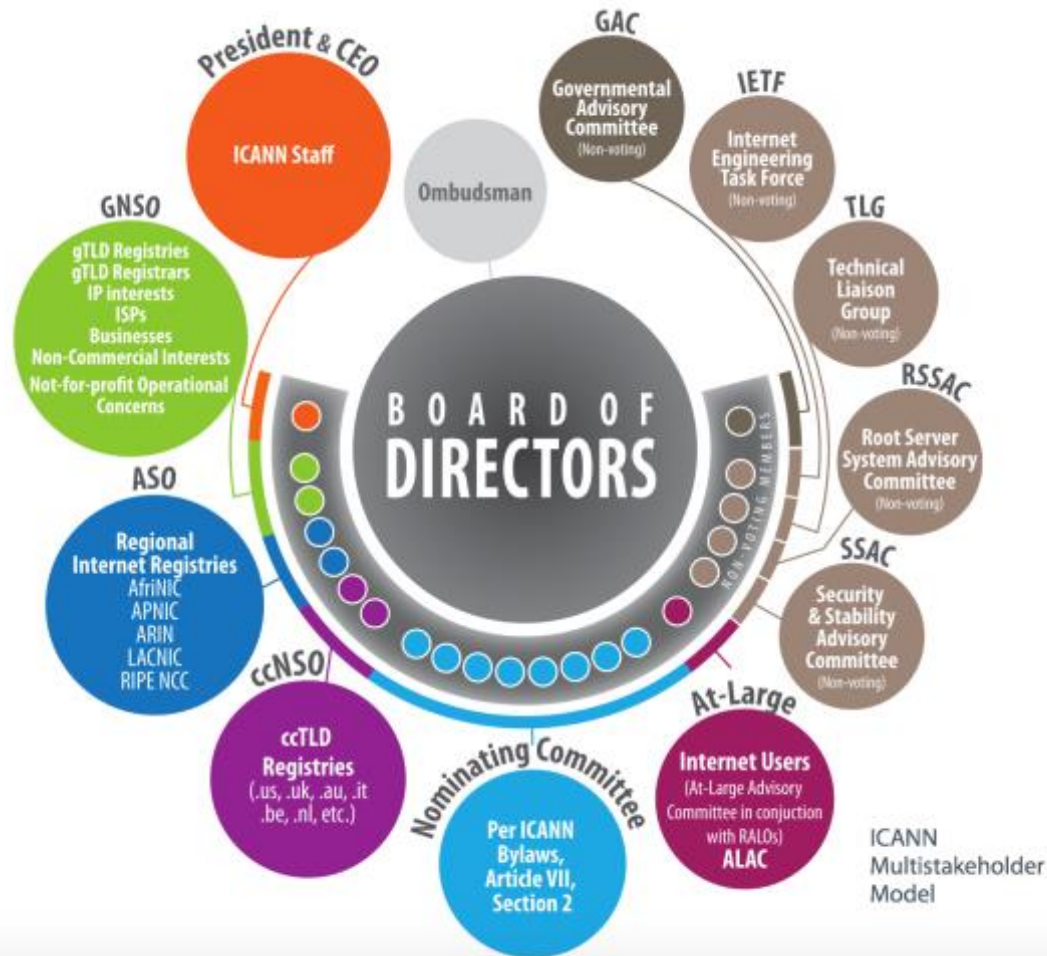 President & CEO
ICANN Staff
GAC
Governmental
Advisory
Committee
(Non-voting)
IETF
Internet
Engineering
Task Force
(Non-voting)
Ombudsman
GNSO
gTLD Registries
gTLD Registrars
IP interests
ISPs
Businesses
Non-Commercial Interests
Not-for-profit Operational
Concerns
TLG
Technical
Liaison
Group
(Non-voting)
BOARD OF
DIRECTORS
NON-VOTING MEMBERS
RSSAC
Root Server
System Advisory
Committee
(Non-voting)
ASO
Regional
Internet Registries
AfriNIC
APNIC
ARIN
LACNIC
RIPE NCC
SSAC
Security
& Stability
Advisory
Committee
(Non-voting)
ccNSO
ccTLD
Registries
(.us, .uk, .au, .it
.be, .nl, etc.)
Nominating Committee
Per ICANN
Bylaws,
Article VII,
Section 2
At-Large
Internet Users
(At-Large Advisory
Committee in conjunction
with RALOs)
ALAC
ICANN
Multistakeholder
Model